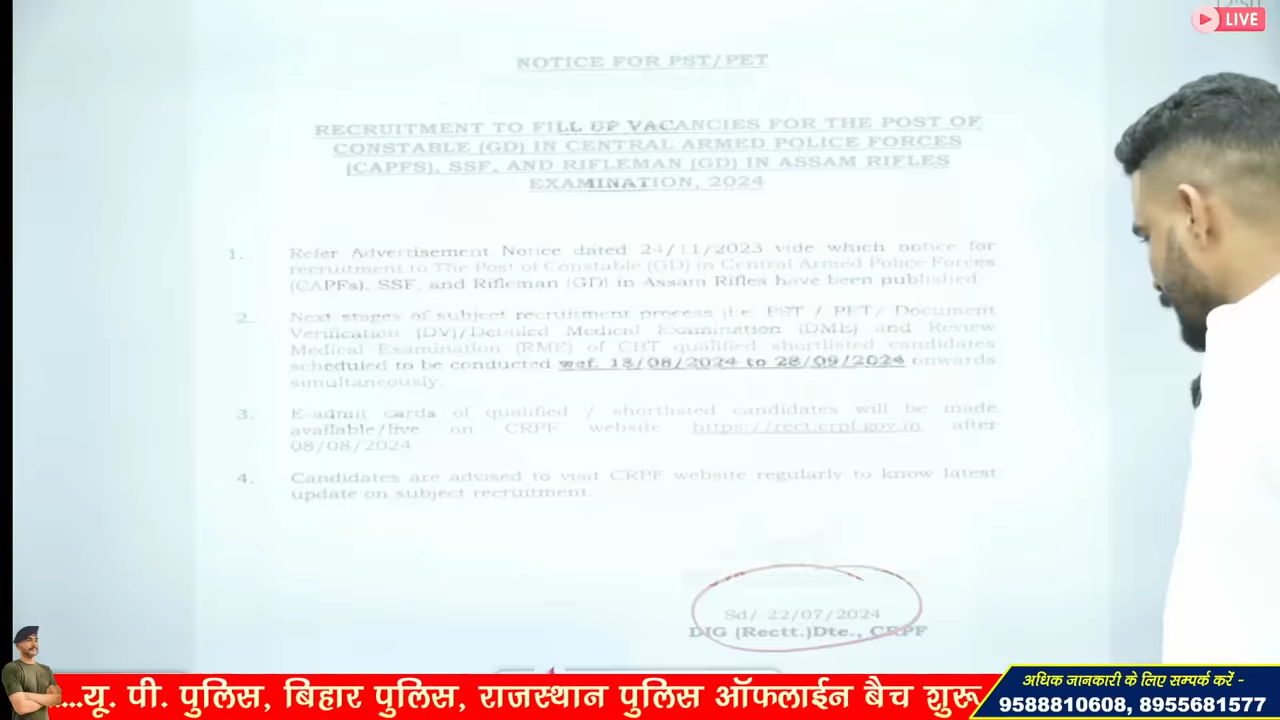 LIVE
NOTICE FOR PST/PET
RECRUITMENT TO FILL UP VACANCIES FOR THE POST OF
CONSTABLE (GD) IN CENTRAL ARMED POLICE FORCES
(CAPFS), SSF, AND RIFLEMAN (GD) IN ASSAM RIFLES
EXAMINATION, 2024
1. Refer Advertisement Notice dated 24/11/2023 vide which notice for
recruitment to The Post of Constable (GD) in Central Armed Police Forces
(CAPFs), SSF, and Rifleman (GD) in Assam Rifles have been published
2. Next stages of subject recruitment process i.e. PST / PET/ Document
Verification (DV)/Detailed Medical Examination (DME) and Review
Medical Examination (RME) of CBT qualified shortlisted candidates
scheduled to be conducted wef. 13/08/2024 to 28/09/2024 onwards
simultaneously.
3. E-admit cards of qualified / shortlisted candidates will be made
available/live on CRPF website https://rect.crpf.gov.in after
08/08/2024
4. Candidates are advised to visit CRPF website regularly to know latest
update on subject recruitment.
Sd/ 22/07/2024
DIG (Rectt.)Dte., CRPF
....यू. पी. पुलिस, बिहार पुलिस, राजस्थान पुलिस ऑफलाईन बैच शुरू
अधिक जानकारी के लिए सम्पर्क करें -
9588810608, 8955681577